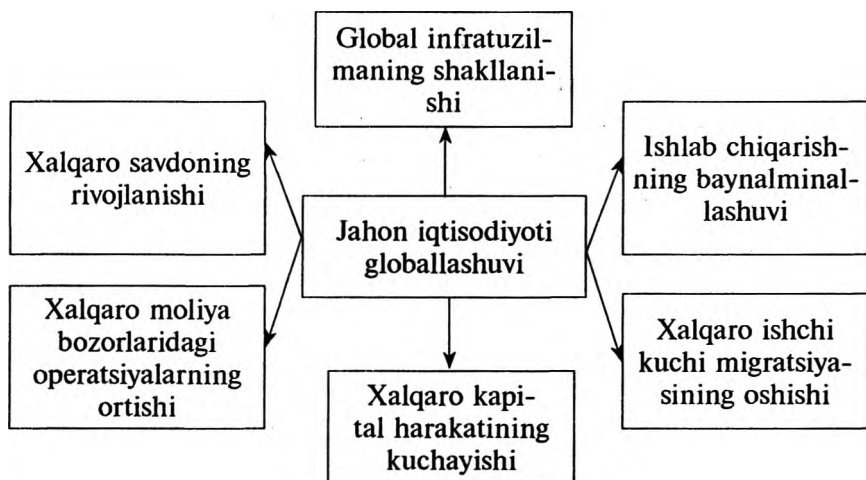 Global infratuzil-
maning shakllani-
shi
Xalqaro savdoning
rivojlanishi
Ishlab chiqarish-
ning baynalminal-
lashuvi
Jahon iqtisodiyoti
globallashuvi
Xalqaro moliya
bozorlaridagi
operatsiyalarning
ortishi
Xalqaro kapi-
tal harakatining
kuchayishi
Xalqaro ishchi
kuchi migratsiya-
sining oshishi